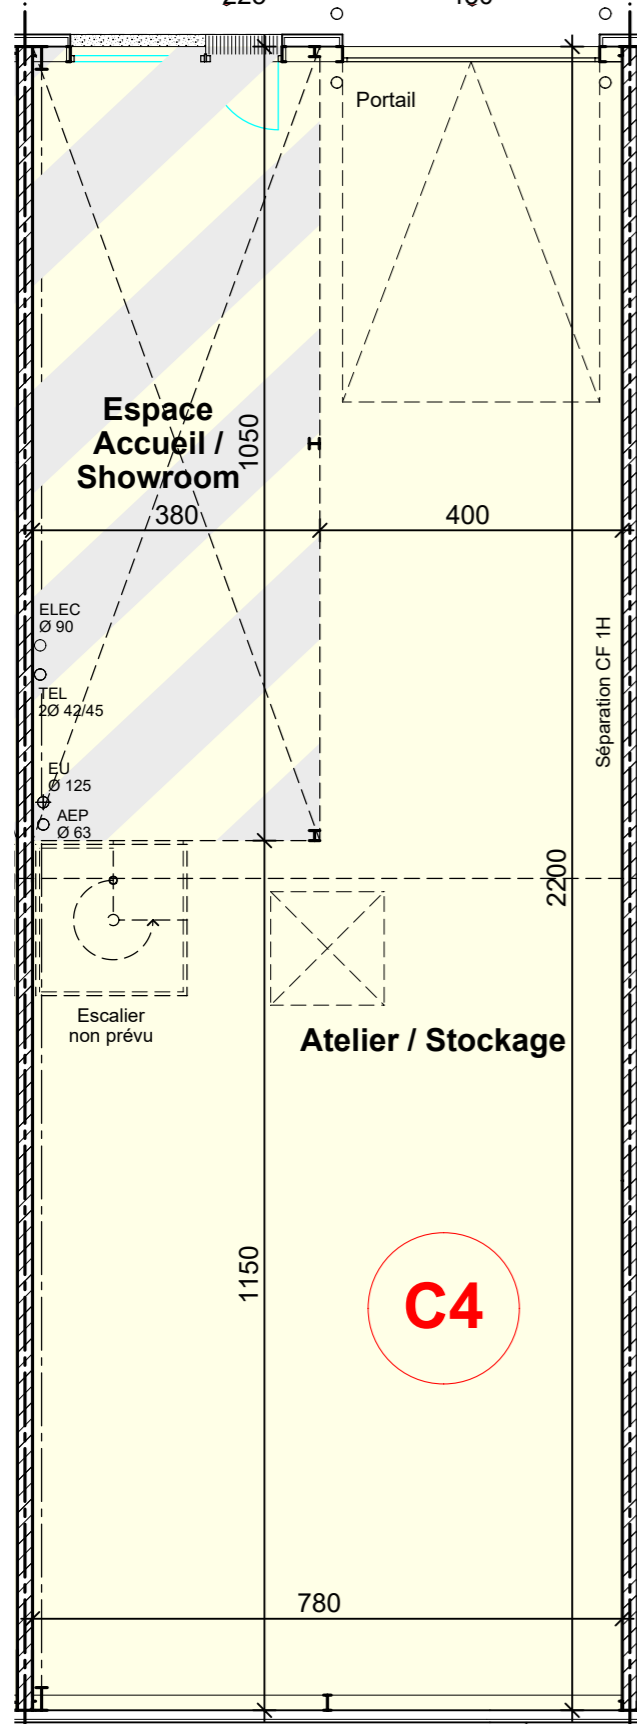 Portail
Espace
Accueil /
Showroom
1050
380
400
ELEC
Ø 90
TEL
2Ø 42/45
EU
Ø 125
AEP
Ø 63
Séparation CF 1H
2200
Escalier
non prévu
Atelier / Stockage
1150
C4
780